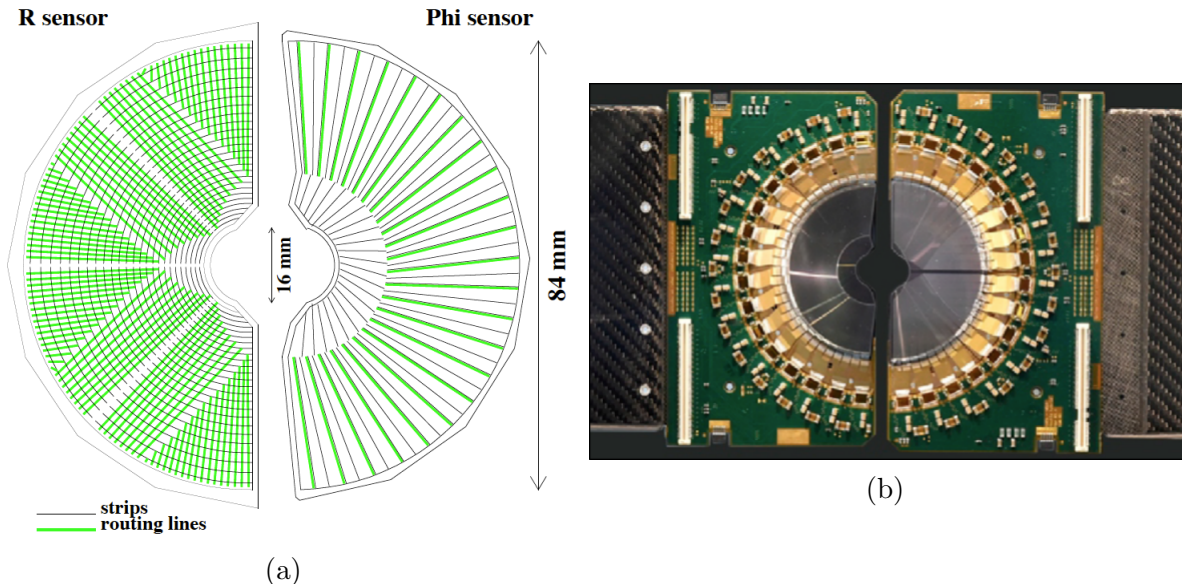 R sensor
Phi sensor
16 mm
84 mm
strips
routing lines
(a)
(b)